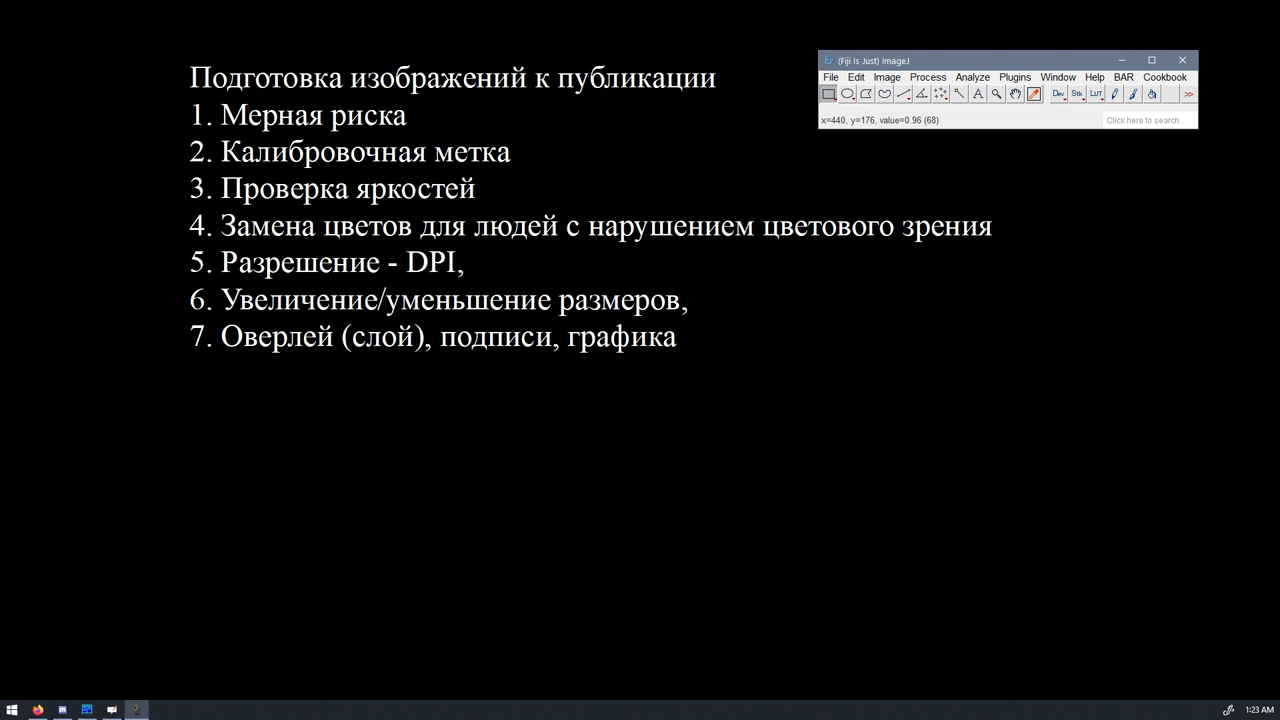 Подготовка изображений к публикации
1. Мерная риска
2. Калибровочная метка
3. Проверка яркостей
4. Замена цветов для людей с нарушением цветового зрения
5. Разрешение - DPI,
6. Увеличение/уменьшение размеров,
7. Оверлей (слой), подписи, графика
(Fiji Is Just) ImageJ
File Edit Image Process Analyze Plugins Window Help BAR Cookbook
A Dev Stk LUT >>
x=440, y=176, value=0.96 (68) Click here to search
1:23 AM